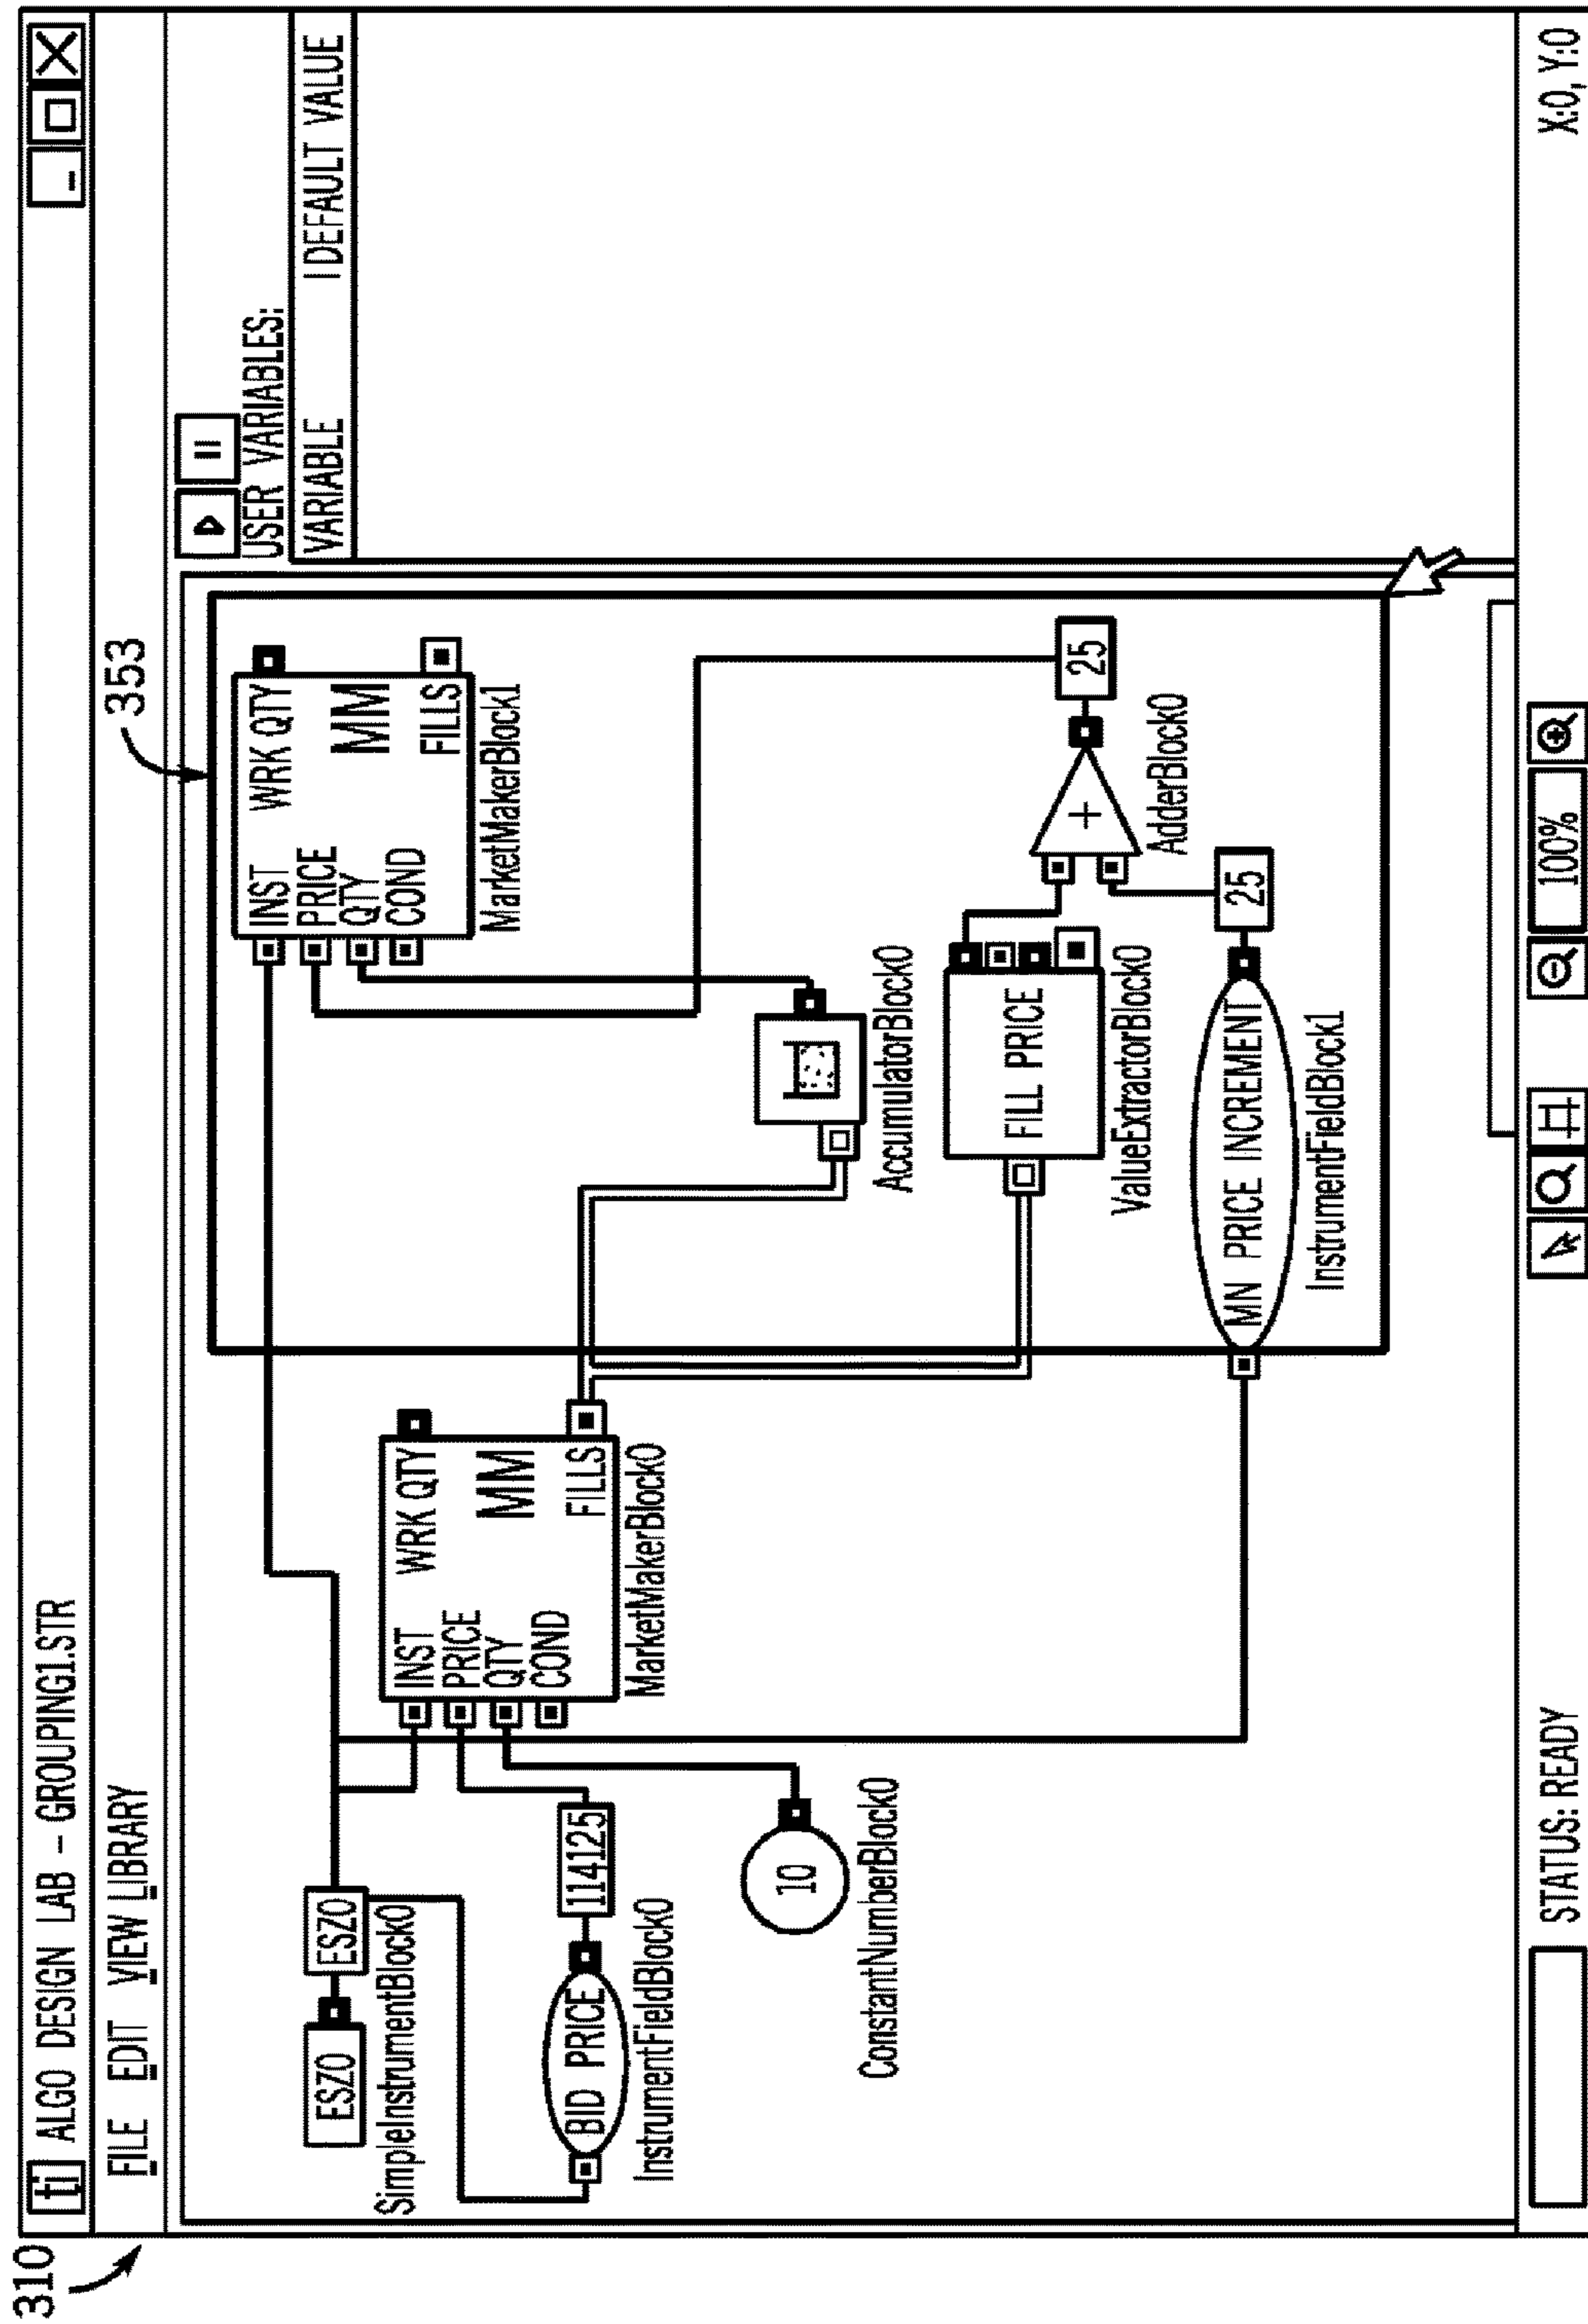 310
ti ALGO DESIGN LAB – GROUPING1.STR
FILE EDIT VIEW LIBRARY
353
USER VARIABLES:
VARIABLE | DEFAULT VALUE
ESZ0
ESZ0
SimpleInstrumentBlock0
BID PRICE
114125
InstrumentFieldBlock0
10
ConstantNumberBlock0
INST WRK QTY
PRICE
QTY MM
COND FILLS
MarketMakerBlock0
INST WRK QTY
PRICE
QTY MM
COND FILLS
MarketMakerBlock1
AccumulatorBlock0
FILL PRICE
ValueExtractorBlock0
+
25
AdderBlock0
MN PRICE INCREMENT
25
InstrumentFieldBlock1
STATUS: READY
100%
X:0, Y:0